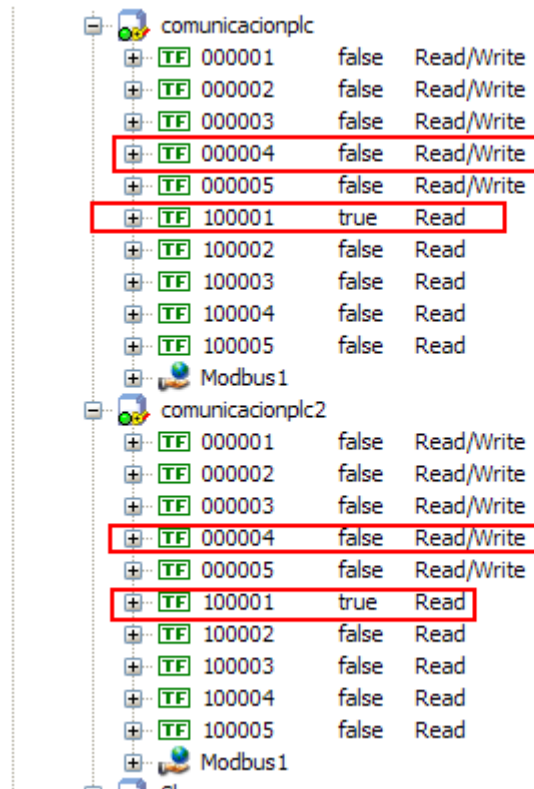 comunicacionplc
TF 000001 false Read/Write
TF 000002 false Read/Write
TF 000003 false Read/Write
TF 000004 false Read/Write
TF 000005 false Read/Write
TF 100001 true Read
TF 100002 false Read
TF 100003 false Read
TF 100004 false Read
TF 100005 false Read
Modbus1
comunicacionplc2
TF 000001 false Read/Write
TF 000002 false Read/Write
TF 000003 false Read/Write
TF 000004 false Read/Write
TF 000005 false Read/Write
TF 100001 true Read
TF 100002 false Read
TF 100003 false Read
TF 100004 false Read
TF 100005 false Read
Modbus1